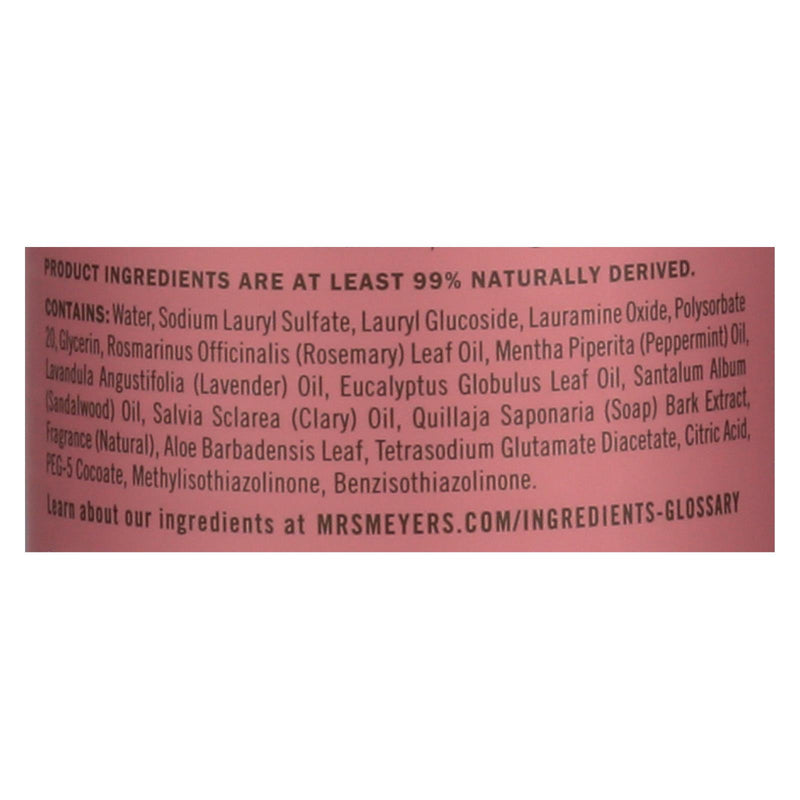 PRODUCT INGREDIENTS ARE AT LEAST 99% NATURALLY DERIVED.
CONTAINS: Water, Sodium Lauryl Sulfate, Lauryl Glucoside, Lauramine Oxide, Polysorbate
20, Glycerin, Rosmarinus Officinalis (Rosemary) Leaf Oil, Mentha Piperita (Peppermint) Oil,
Lavandula Angustifolia (Lavender) Oil, Eucalyptus Globulus Leaf Oil, Santalum Album
(Sandalwood) Oil, Salvia Sclarea (Clary) Oil, Quillaja Saponaria (Soap) Bark Extract,
Fragrance (Natural), Aloe Barbadensis Leaf, Tetrasodium Glutamate Diacetate, Citric Acid,
PEG-5 Cocoate, Methylisothiazolinone, Benzisothiazolinone.
Learn about our ingredients at MRSMEYERS.COM/INGREDIENTS-GLOSSARY